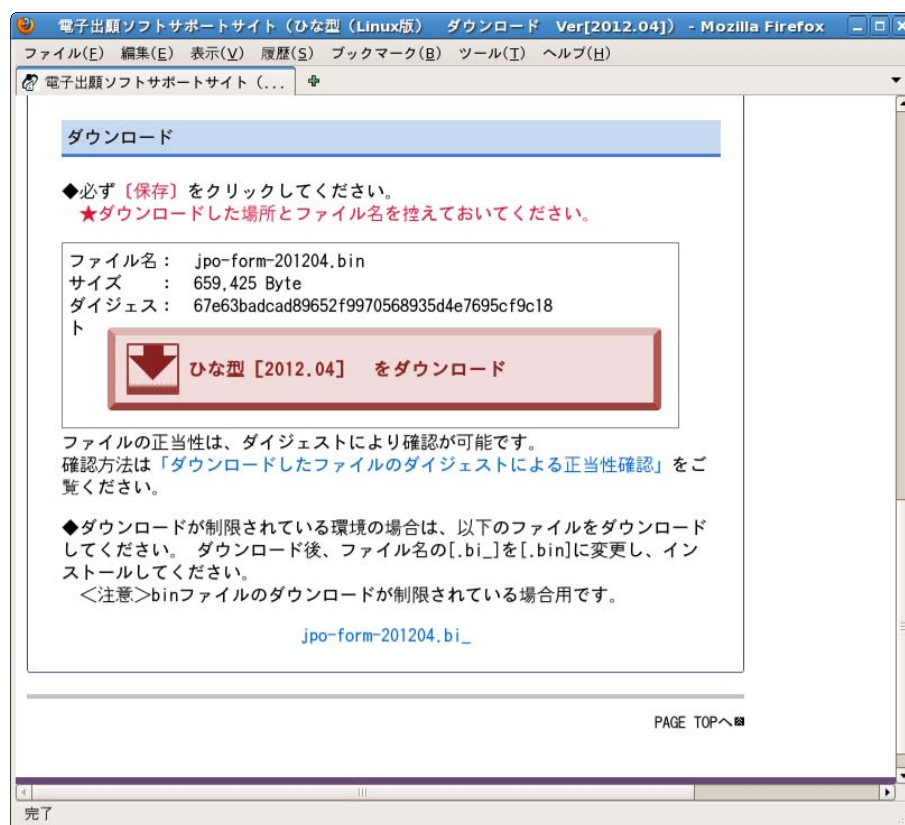 電子出願ソフトサポートサイト（ひな型（Linux版）　ダウンロード　Ver[2012.04]） - Mozilla Firefox
ファイル(F) 編集(E) 表示(V) 履歴(S) ブックマーク(B) ツール(T) ヘルプ(H)
電子出願ソフトサポートサイト（...
ダウンロード
◆必ず〔保存〕をクリックしてください。
★ダウンロードした場所とファイル名を控えておいてください。
ファイル名： jpo-form-201204.bin
サイズ ： 659,425 Byte
ダイジェス： 67e63badcad89652f9970568935d4e7695cf9c18
ト
ひな型［2012.04］　をダウンロード
ファイルの正当性は、ダイジェストにより確認が可能です。
確認方法は「ダウンロードしたファイルのダイジェストによる正当性確認」をご
覧ください。
◆ダウンロードが制限されている環境の場合は、以下のファイルをダウンロード
してください。 ダウンロード後、ファイル名の[.bi_]を[.bin]に変更し、イン
ストールしてください。
＜注意＞binファイルのダウンロードが制限されている場合用です。
jpo-form-201204.bi_
PAGE TOPへ
完了